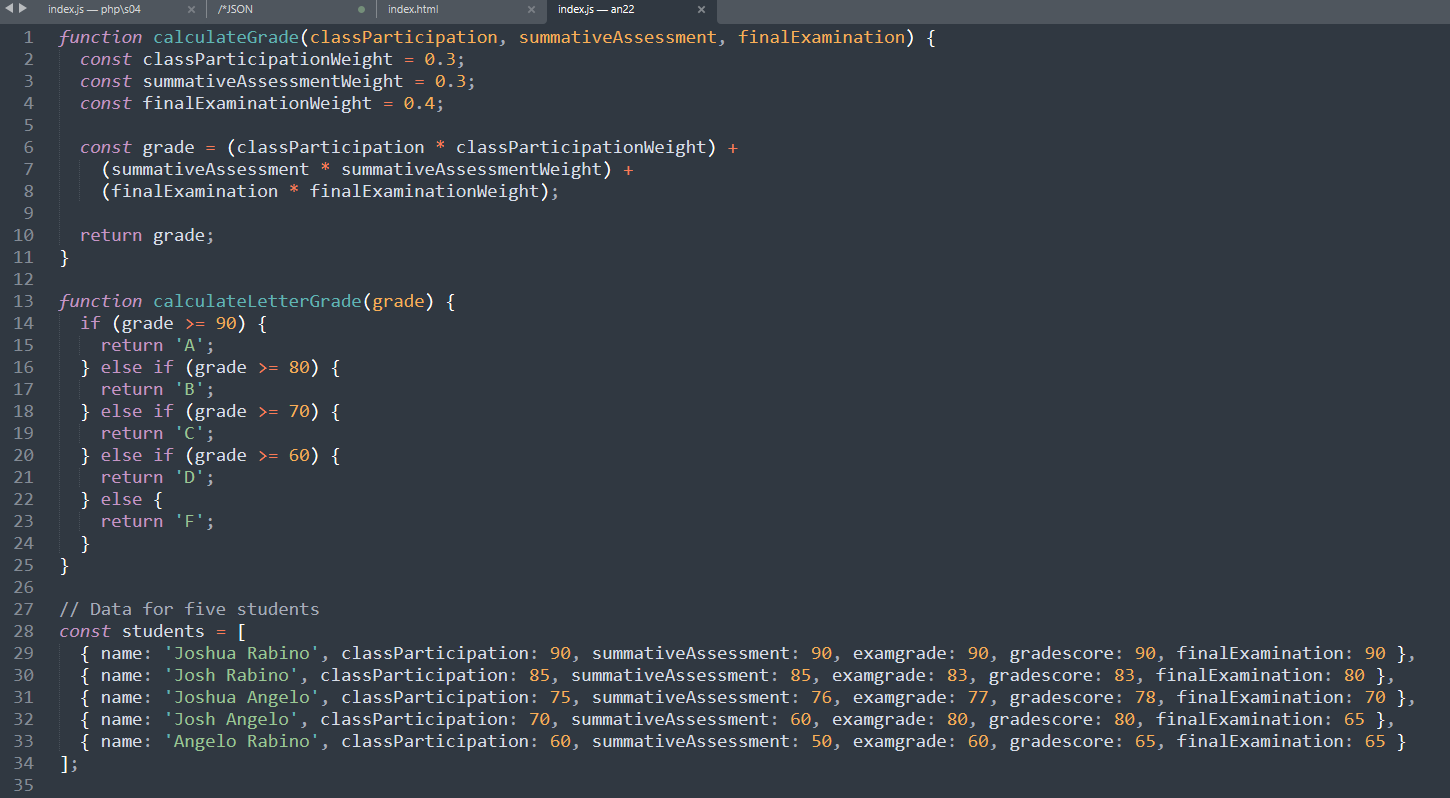 index.js — php\s04 × /*JSON index.html × index.js — an22 ×
1 function calculateGrade(classParticipation, summativeAssessment, finalExamination) {
2 const classParticipationWeight = 0.3;
3 const summativeAssessmentWeight = 0.3;
4 const finalExaminationWeight = 0.4;
5
6 const grade = (classParticipation * classParticipationWeight) +
7 (summativeAssessment * summativeAssessmentWeight) +
8 (finalExamination * finalExaminationWeight);
9
10 return grade;
11 }
12
13 function calculateLetterGrade(grade) {
14 if (grade >= 90) {
15 return 'A';
16 } else if (grade >= 80) {
17 return 'B';
18 } else if (grade >= 70) {
19 return 'C';
20 } else if (grade >= 60) {
21 return 'D';
22 } else {
23 return 'F';
24 }
25 }
26
27 // Data for five students
28 const students = [
29 { name: 'Joshua Rabino', classParticipation: 90, summativeAssessment: 90, examgrade: 90, gradescore: 90, finalExamination: 90 },
30 { name: 'Josh Rabino', classParticipation: 85, summativeAssessment: 85, examgrade: 83, gradescore: 83, finalExamination: 80 },
31 { name: 'Joshua Angelo', classParticipation: 75, summativeAssessment: 76, examgrade: 77, gradescore: 78, finalExamination: 70 },
32 { name: 'Josh Angelo', classParticipation: 70, summativeAssessment: 60, examgrade: 80, gradescore: 80, finalExamination: 65 },
33 { name: 'Angelo Rabino', classParticipation: 60, summativeAssessment: 50, examgrade: 60, gradescore: 65, finalExamination: 65 }
34 ];
35